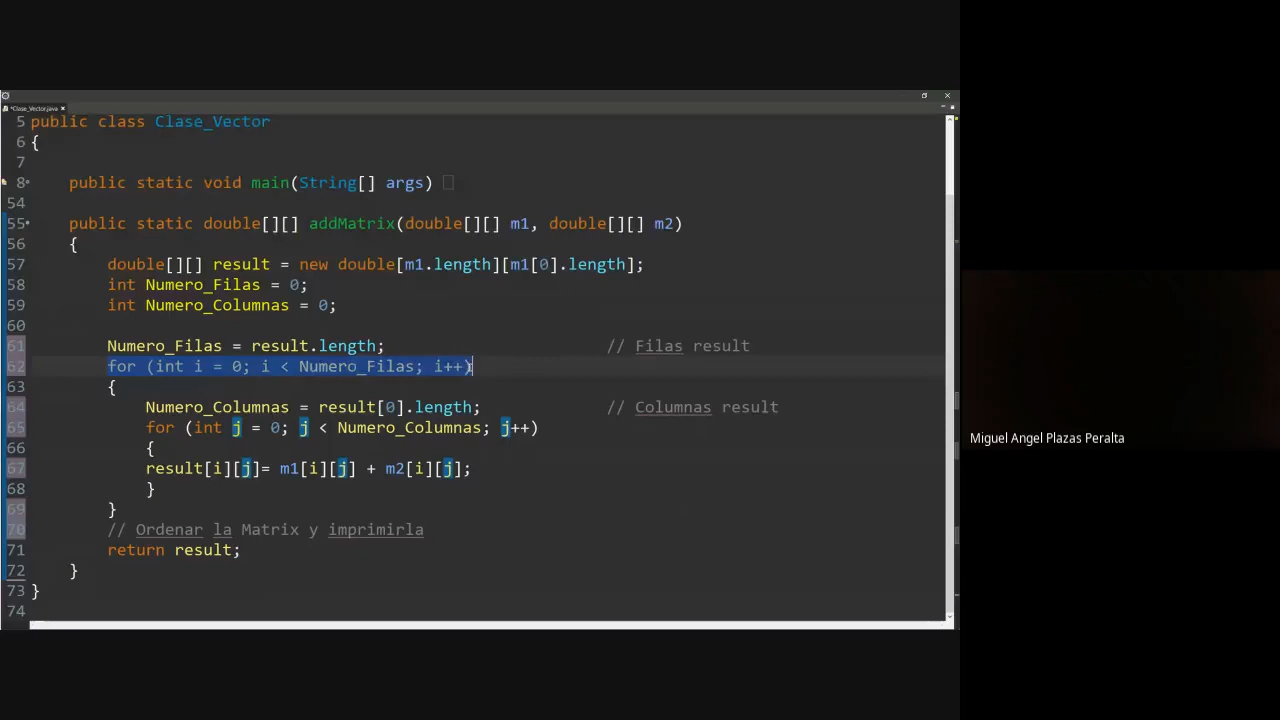 *Clase_Vector.java
5 public class Clase_Vector
6 {
7
8 public static void main(String[] args)
54
55 public static double[][] addMatrix(double[][] m1, double[][] m2)
56 {
57 double[][] result = new double[m1.length][m1[0].length];
58 int Numero_Filas = 0;
59 int Numero_Columnas = 0;
60
61 Numero_Filas = result.length; // Filas result
62 for (int i = 0; i < Numero_Filas; i++)
63 {
64 Numero_Columnas = result[0].length; // Columnas result
65 for (int j = 0; j < Numero_Columnas; j++)
66 {
67 result[i][j]= m1[i][j] + m2[i][j];
68 }
69 }
70 // Ordenar la Matrix y imprimirla
71 return result;
72 }
73 }
74
Miguel Angel Plazas Peralta